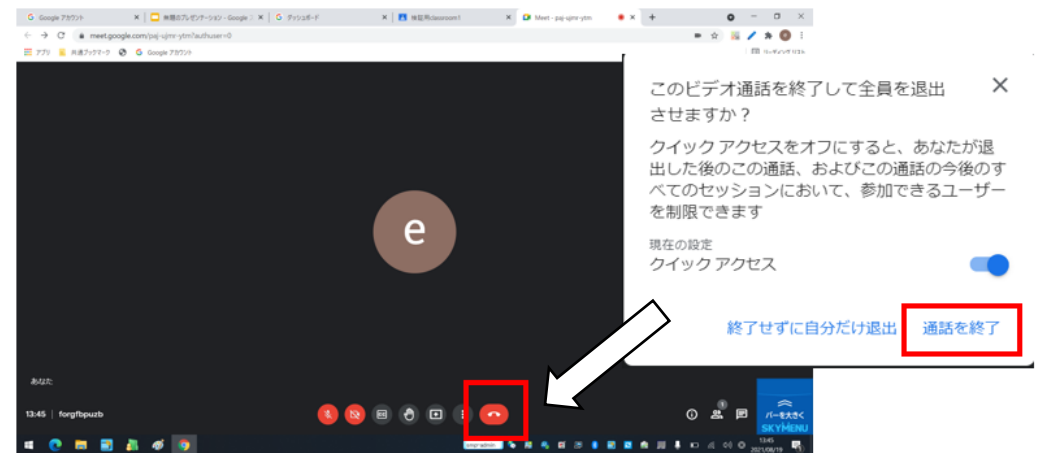 Google アカウント
無題のプレゼンテーション - Google ス
検証用classroom1
Meet - paj-ujmr-ytm
meet.google.com/paj-ujmr-ytm?authuser=0
アプリ
共通ブックマーク
Google アカウント
リーディング リスト
このビデオ通話を終了して全員を退出
させますか？
クイック アクセスをオフにすると、あなたが退
出した後のこの通話、およびこの通話の今後のす
べてのセッションにおいて、参加できるユーザー
を制限できます
現在の設定
クイック アクセス
終了せずに自分だけ退出
通話を終了
e
あなた
13:45 | forgfbpuzb
1
バーを大きく
SKYMENU
13:45
2021/08/19